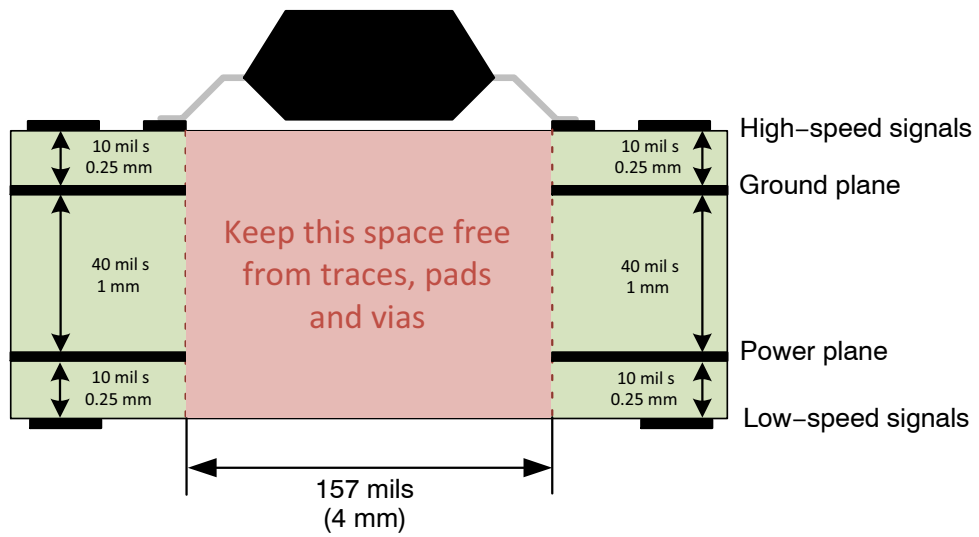 High−speed signals
10 mil s
0.25 mm
10 mil s
0.25 mm
Ground plane
Keep this space free
from traces, pads
and vias
40 mil s
1 mm
40 mil s
1 mm
Power plane
10 mil s
0.25 mm
10 mil s
0.25 mm
Low−speed signals
157 mils
(4 mm)